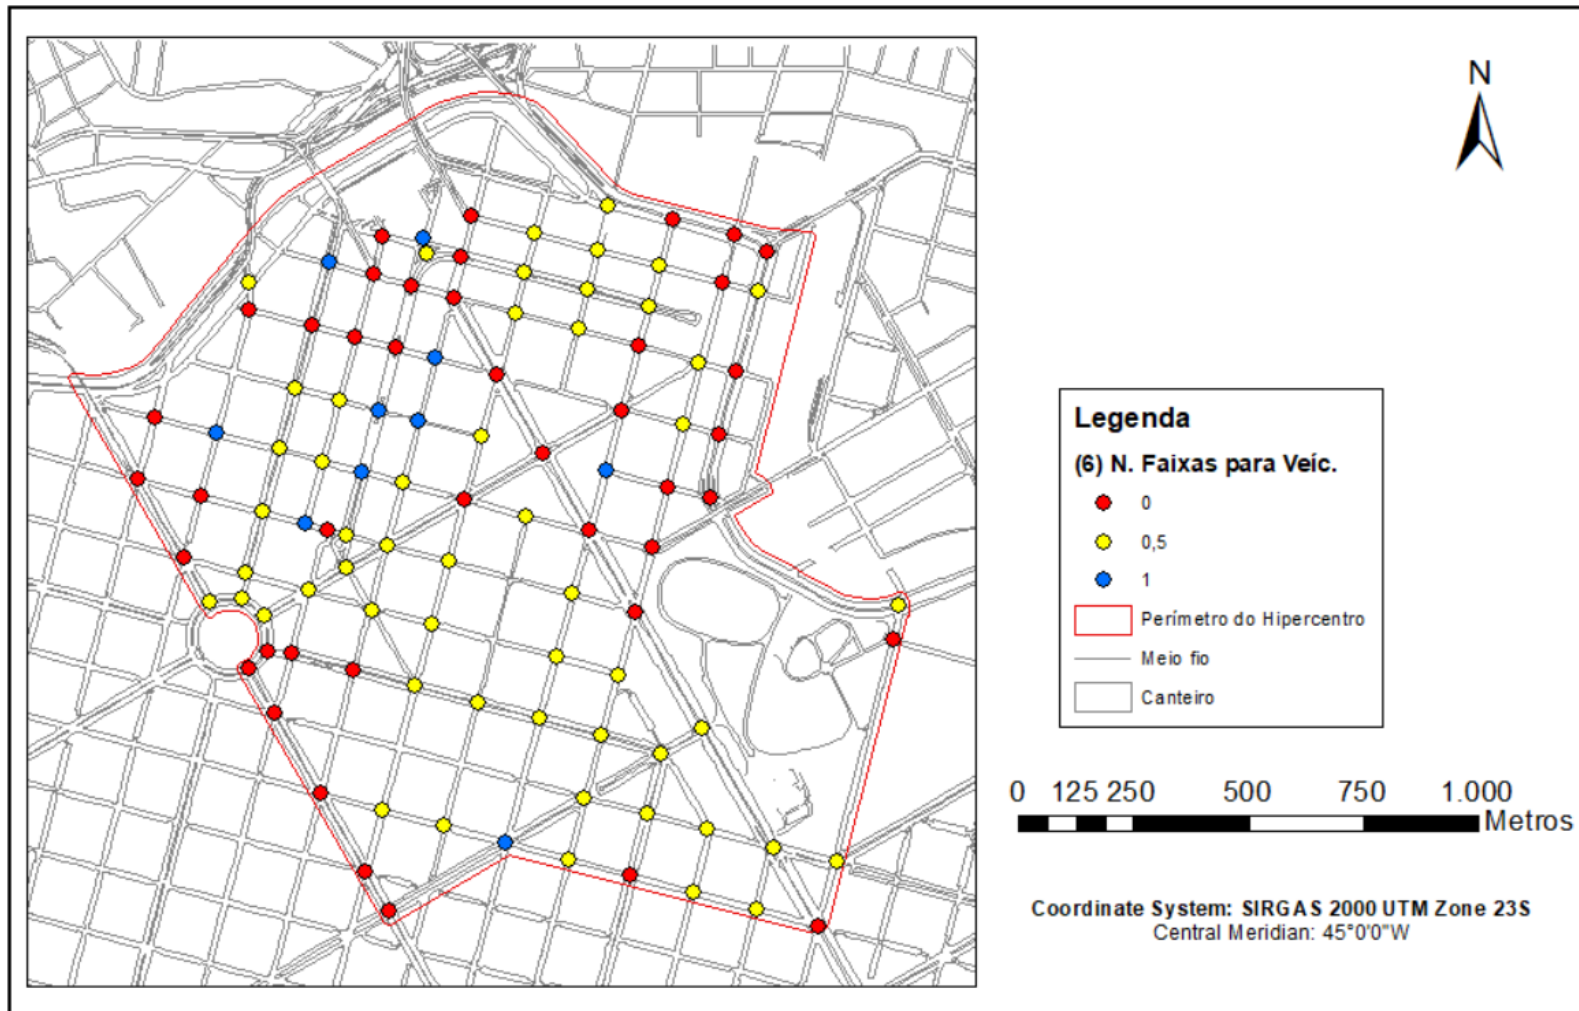 N
Legenda
(6) N. Faixas para Veíc.
0
0,5
1
Perímetro do Hipercentro
Meio fio
Canteiro
0 125 250 500 750 1.000
Metros
Coordinate System: SIRGAS 2000 UTM Zone 23S
Central Meridian: 45°0'0"W